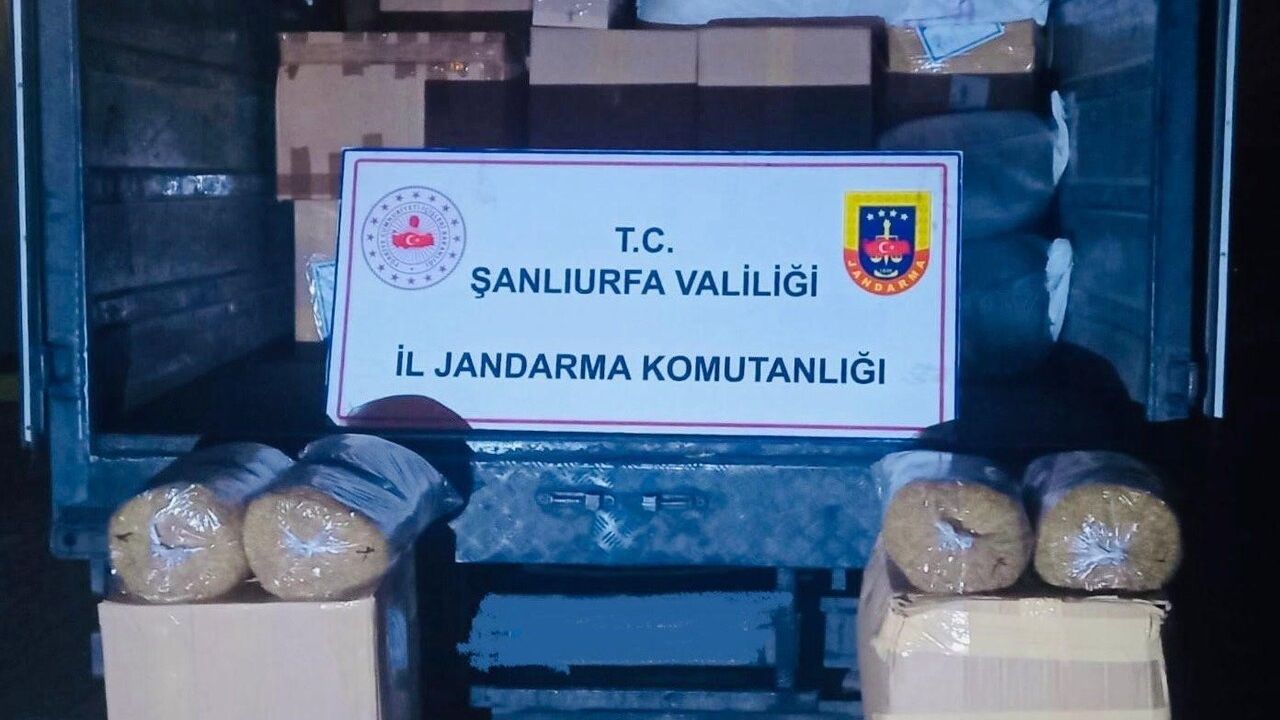 T.C.
ŞANLIURFA VALİLİĞİ
JANDARMA
İL JANDARMA KOMUTANLIĞI